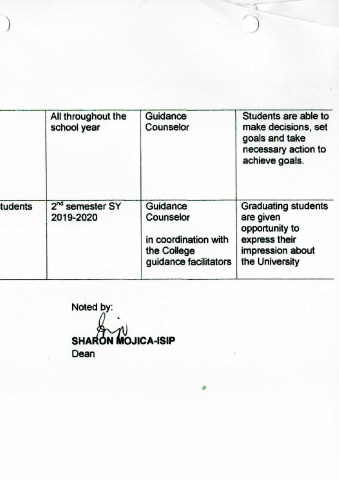 All throughout the
school year
Guidance
Counselor
Students are able to
make decisions, set
goals and take
necessary action to
achieve goals.
tudents
2nd semester SY
2019-2020
Guidance
Counselor
in coordination with
the College
guidance facilitators
Graduating students
are given
opportunity to
express their
impression about
the University
Noted by:
SHARON MOJICA-ISIP
Dean